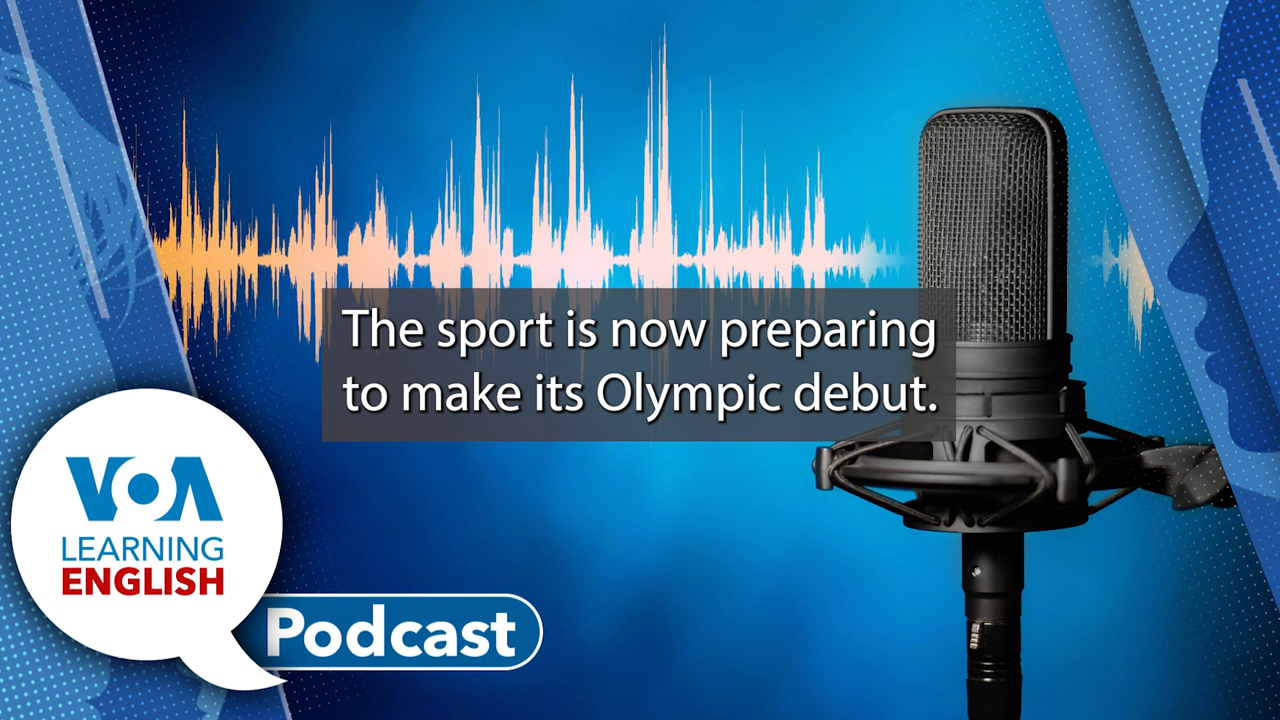 The sport is now preparing
to make its Olympic debut.
VOA
LEARNING
ENGLISH
Podcast